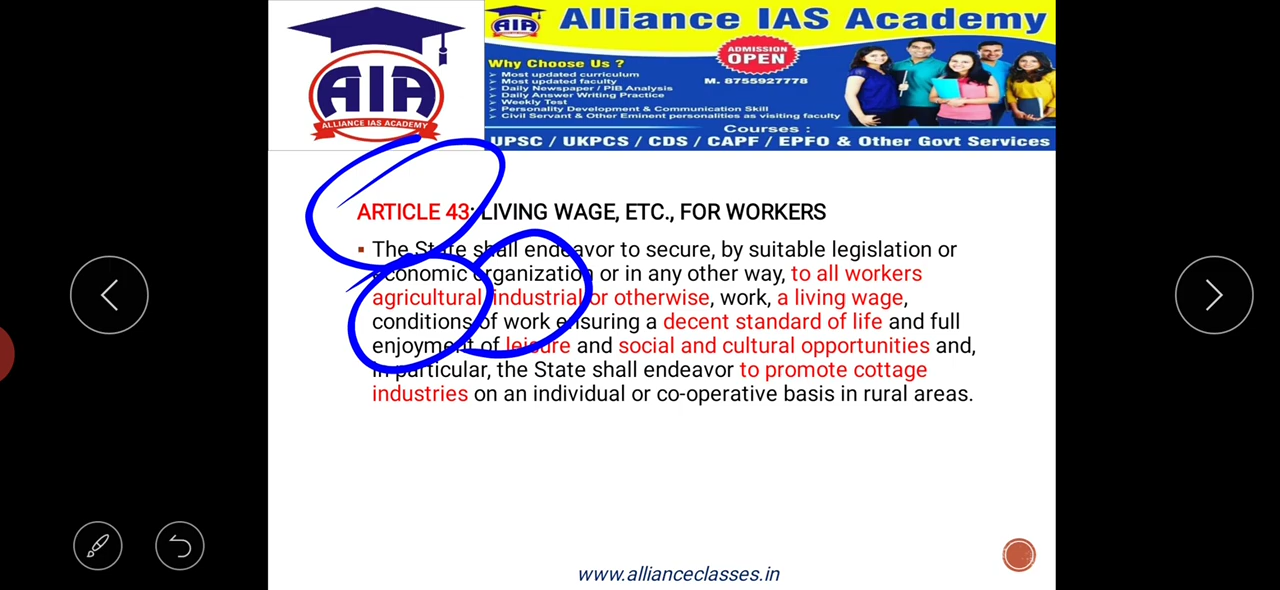 AIA
ALLIANCE IAS ACADEMY
AIA
Alliance IAS Academy
ADMISSION
OPEN
M. 8755927778
Why Choose Us ?
Most updated curriculum
Most updated faculty
Daily Newspaper / PIB Analysis
Daily Answer Writing Practice
Weekly Test
Personality Development & Communication Skill
Civil Servant & Other Eminent personalities as visiting faculty
Courses :
UPSC / UKPCS / CDS / CAPF / EPFO & Other Govt Services
ARTICLE 43: LIVING WAGE, ETC., FOR WORKERS
▪ The State shall endeavor to secure, by suitable legislation or
economic organization or in any other way, to all workers
agricultural, industrial or otherwise, work, a living wage,
conditions of work ensuring a decent standard of life and full
enjoyment of leisure and social and cultural opportunities and,
in particular, the State shall endeavor to promote cottage
industries on an individual or co-operative basis in rural areas.
www.allianceclasses.in